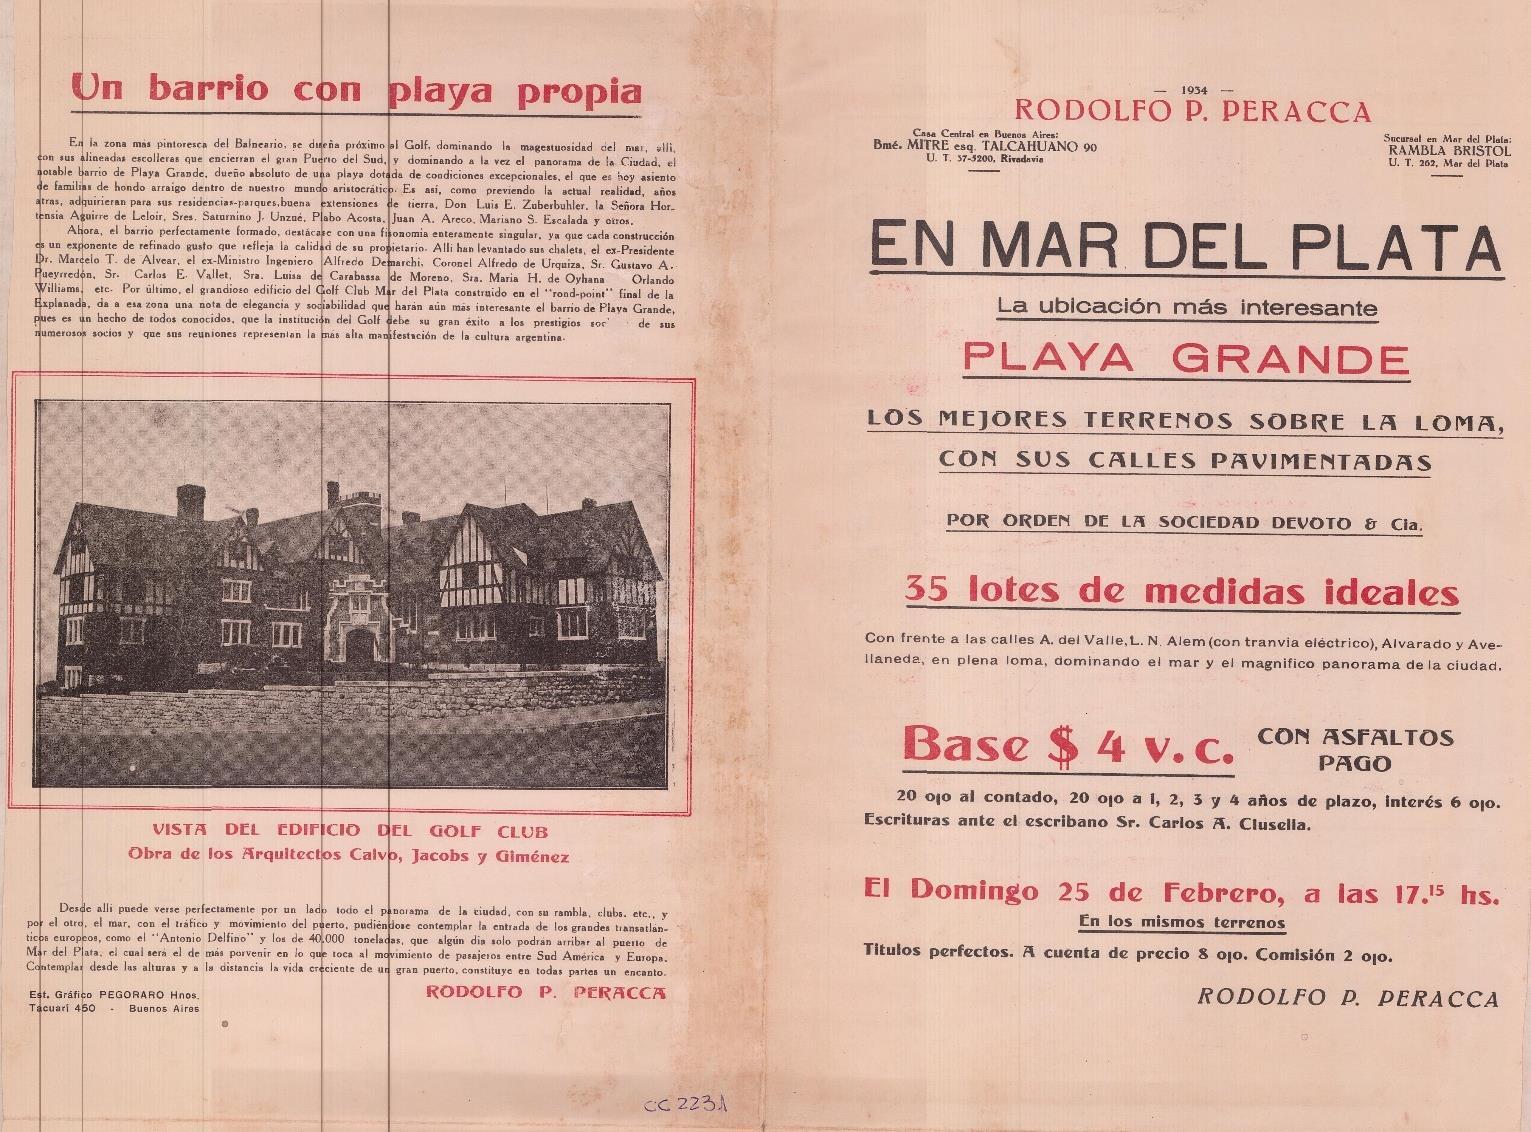 Un barrio con playa propia
En la zona más pintoresca del Balneario, se diseña próximo al Golf, dominando la magestuosidad del mar, alli,
con sus alineadas escolleras que encierran el gran Puerto del Sud, y dominando a la vez el panorama de la Ciudad, el
notable barrio de Playa Grande, dueño absoluto de una playa dotada de condiciones excepcionales, el que es hoy asiento
de familias de hondo arraigo dentro de nuestro mundo aristocrático. Es asi, como previendo la actual realidad, años
atras, adquirieran para sus residencias-parques,buena extensiones de tierra, Don Luis E. Zuberbuhler, la Señora Hor-
tensia Aguirre de Leloir, Sres. Saturnino J. Unzué, Plabo Acosta, Juan A. Areco, Mariano S. Escalada y otros.
Ahora, el barrio perfectamente formado, destácase con una fisonomia enteramente singular, ya que cada construcción
es un exponente de refinado gusto que refleja la calidad de su propietario. Alli han levantado sus chalets, el ex-Presidente
Dr. Marcelo T. de Alvear, el ex-Ministro Ingeniero Alfredo Demarchi, Coronel Alfredo de Urquiza, Sr. Gustavo A.
Pueyrredón, Sr. Carlos E. Vallet, Sra. Luisa de Carabassa de Moreno, Sta. Maria H. de Oyhana Orlando
Williams, etc. Por último, el grandioso edificio del Golf Club Mar del Plata construido en el "rond-point" final de la
Explanada, da a esa zona una nota de elegancia y sociabilidad que harán aún más interesante el barrio de Playa Grande,
pues es un hecho de todos conocidos, que la institución del Golf debe su gran éxito a los prestigios soc de sus
numerosos socios y que sus reuniones representan la más alta manifestación de la cultura argentina.
VISTA DEL EDIFICIO DEL GOLF CLUB
Obra de los Arquitectos Calvo, Jacobs y Giménez
Desde alli puede verse perfectamente por un lado todo el panorama de la ciudad, con su rambla, clubs. etc., y
por el otro, el mar, con el tráfico y movimiento del puerto, pudiéndose contemplar la entrada de los grandes transatlán-
ticos europeos, como el "Antonio Delfino" y los de 40.000 toneladas, que algún dia solo podrán arribar al puerto de
Mar del Plata, el cual será el de más porvenir en lo que toca al movimiento de pasajeros entre Sud América y Europa.
Contemplar desde las alturas y a la distancia la vida creciente de un gran puerto, constituye en todas partes un encanto.
RODOLFO P. PERACCA
Est. Gráfico PEGORARO Hnos.
Tacuarí 450 - Buenos Aires
CC 2231
— 1934 —
RODOLFO P. PERACCA
Casa Central en Buenos Aires:
Bmé. MITRE esq. TALCAHUANO 90
U. T. 37-5200, Rivadavia
Sucursal en Mar del Plata:
RAMBLA BRISTOL
U. T. 262, Mar del Plata
EN MAR DEL PLATA
La ubicación más interesante
PLAYA GRANDE
LOS MEJORES TERRENOS SOBRE LA LOMA,
CON SUS CALLES PAVIMENTADAS
POR ORDEN DE LA SOCIEDAD DEVOTO & Cia.
35 lotes de medidas ideales
Con frente a las calles A. del Valle, L. N. Alem (con tranvia eléctrico), Alvarado y Ave-
llaneda, en plena loma, dominando el mar y el magnifico panorama de la ciudad.
Base $ 4 v. c. CON ASFALTOS
PAGO
20 o|o al contado, 20 o|o a 1, 2, 3 y 4 años de plazo, interés 6 o|o.
Escrituras ante el escribano Sr. Carlos A. Clusella.
El Domingo 25 de Febrero, a las 17.15 hs.
En los mismos terrenos
Titulos perfectos. A cuenta de precio 8 o|o. Comisión 2 o|o.
RODOLFO P. PERACCA